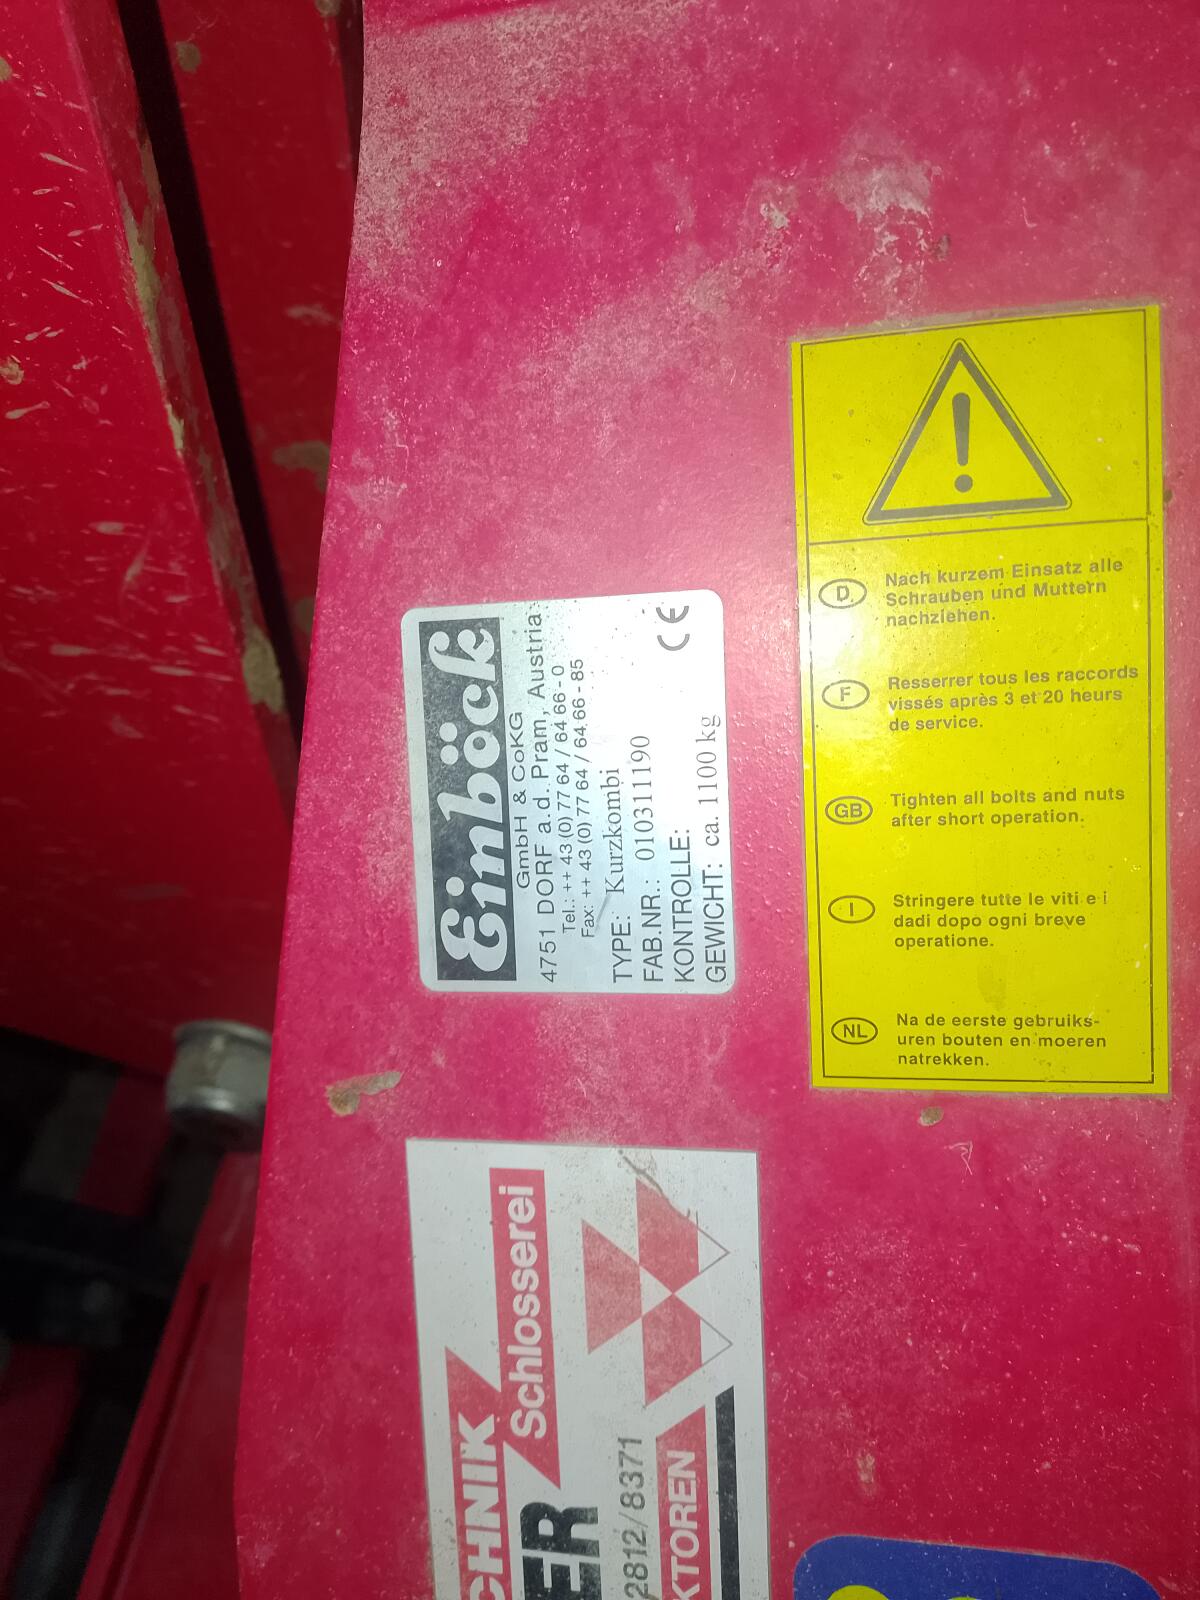 Einböck
GmbH & CoKG
4751 DORF a.d. Pram, Austria
Tel.: ++ 43 (0) 77 64 / 64 66 - 0
Fax: ++ 43 (0) 77 64 / 64 66 - 85
TYPE: Kurzkombi
FAB.NR.: 010311190
KONTROLLE:
GEWICHT: ca. 1100 kg
CE
!
D
Nach kurzem Einsatz alle
Schrauben und Muttern
nachziehen.
F
Resserrer tous les raccords
vissés après 3 et 20 heurs
de service.
GB
Tighten all bolts and nuts
after short operation.
I
Stringere tutte le viti e i
dadi dopo ogni breve
operatione.
NL
Na de eerste gebruiks-
uren bouten en moeren
natrekken.
CHNIK
ER Schlosserei
2812/8371
KTOREN